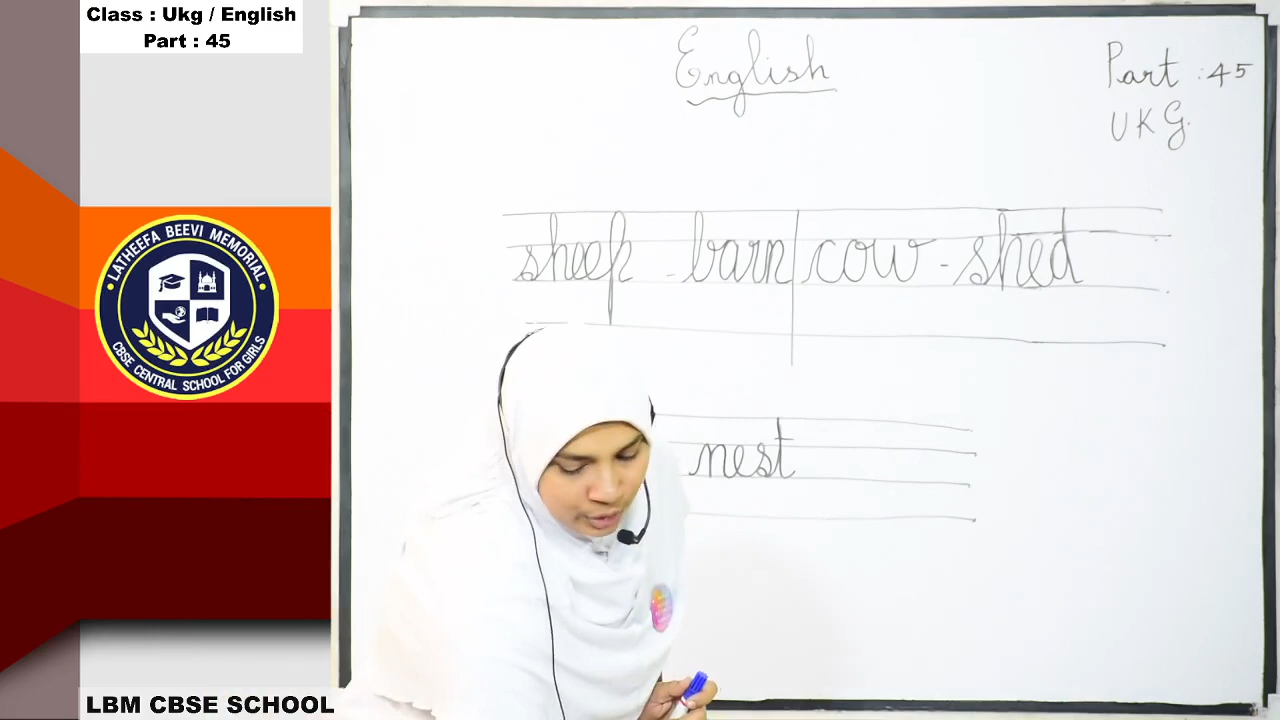 Class : Ukg / English
Part : 45
English
Part : 45
UKG.
sheep - barn cow - shed
nest
LATHEEFA BEEVI MEMORIAL
CBSE CENTRAL SCHOOL FOR GIRLS
LBM CBSE SCHOOL